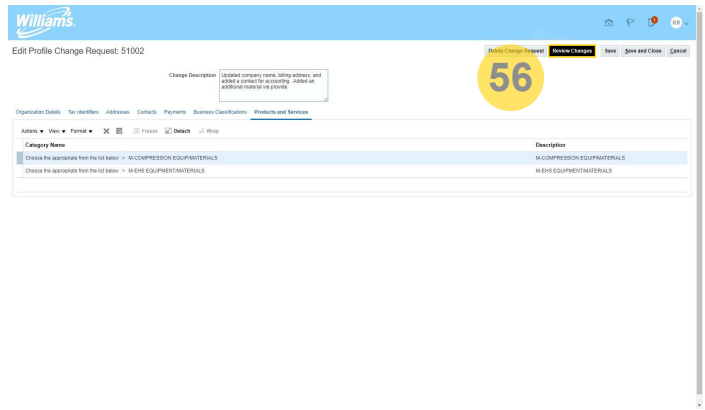 Williams.
RR
Edit Profile Change Request: 51002
Delete Change Request Review Changes Save Save and Close Cancel
56
Change Description Updated company name, billing address, and
added a contact for accounting. Added an
additional material we provide.
Organization Details Tax Identifiers Addresses Contacts Payments Business Classifications Products and Services
Actions View Format Freeze Detach Wrap
Category Name Description
Choose the appropriate from the list below > M-COMPRESSION EQUIP/MATERIALS M-COMPRESSION EQUIP/MATERIALS
Choose the appropriate from the list below > M-EHS EQUIPMENT/MATERIALS M-EHS EQUIPMENT/MATERIALS